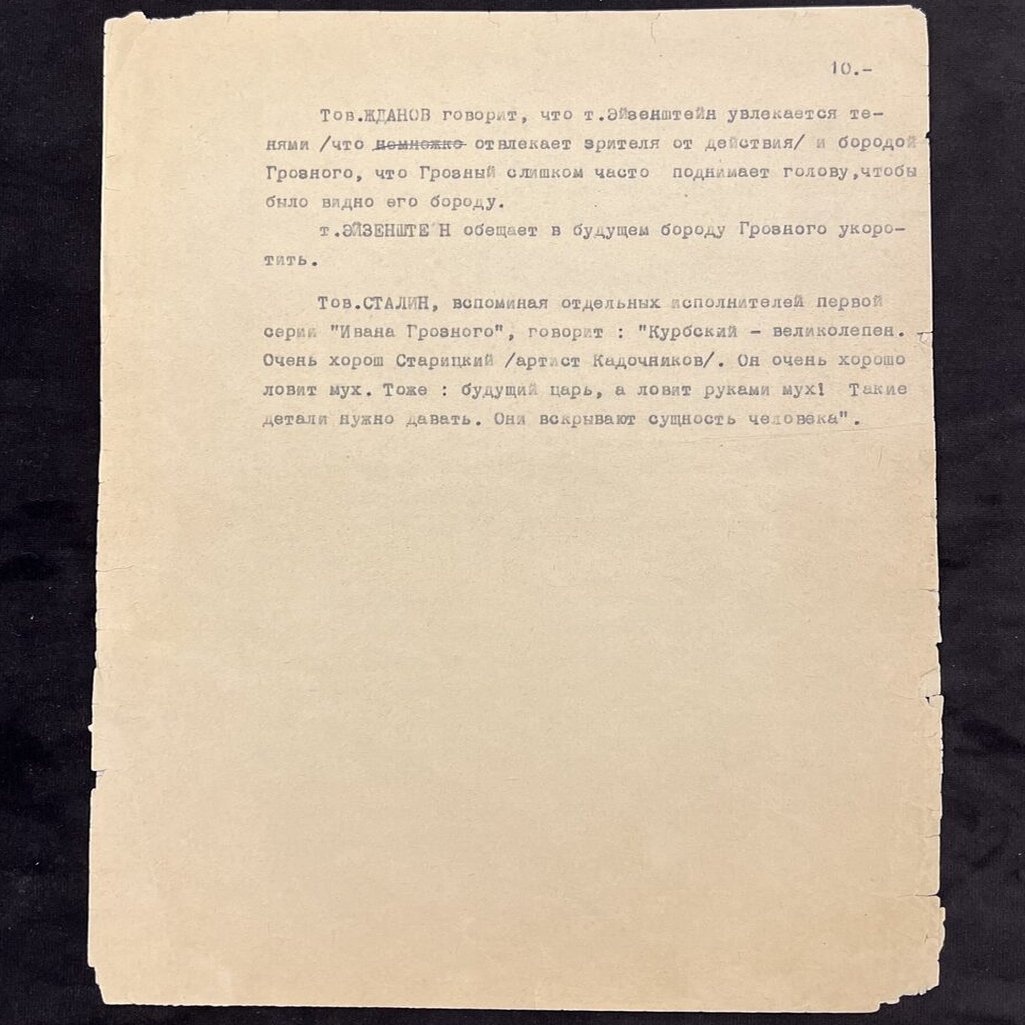 10.-
Тов.ЖДАНОВ говорит, что т.Эйзенштейн увлекается те-
нями /что немножко отвлекает зрителя от действия/ и бородой
Грозного, что Грозный слишком часто поднимает голову,чтобы
было видно его бороду.
т.ЭЙЗЕНШТЕЙН обещает в будущем бороду Грозного укоро-
тить.
Тов.СТАЛИН, вспоминая отдельных исполнителей первой
серии "Ивана Грозного", говорит : "Курбский - великолепен.
Очень хорош Старицкий /артист Кадочников/. Он очень хорошо
ловит мух. Тоже : будущий царь, а ловит руками мух! Такие
детали нужно давать. Они вскрывают сущность человека".